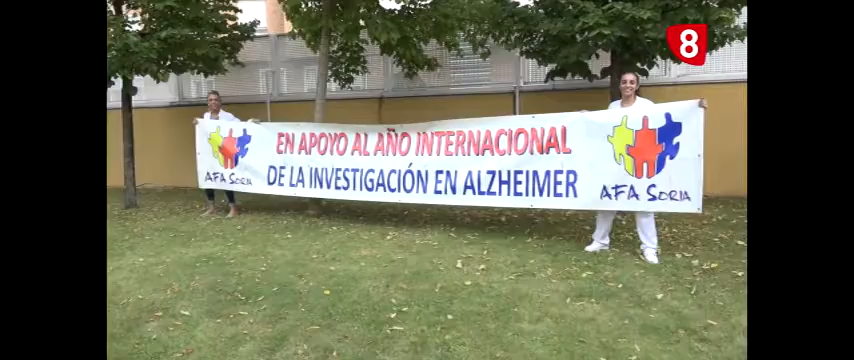 8
EN APOYO AL AÑO INTERNACIONAL
DE LA INVESTIGACIÓN EN ALZHEIMER
AFA SORIA
AFA SORIA